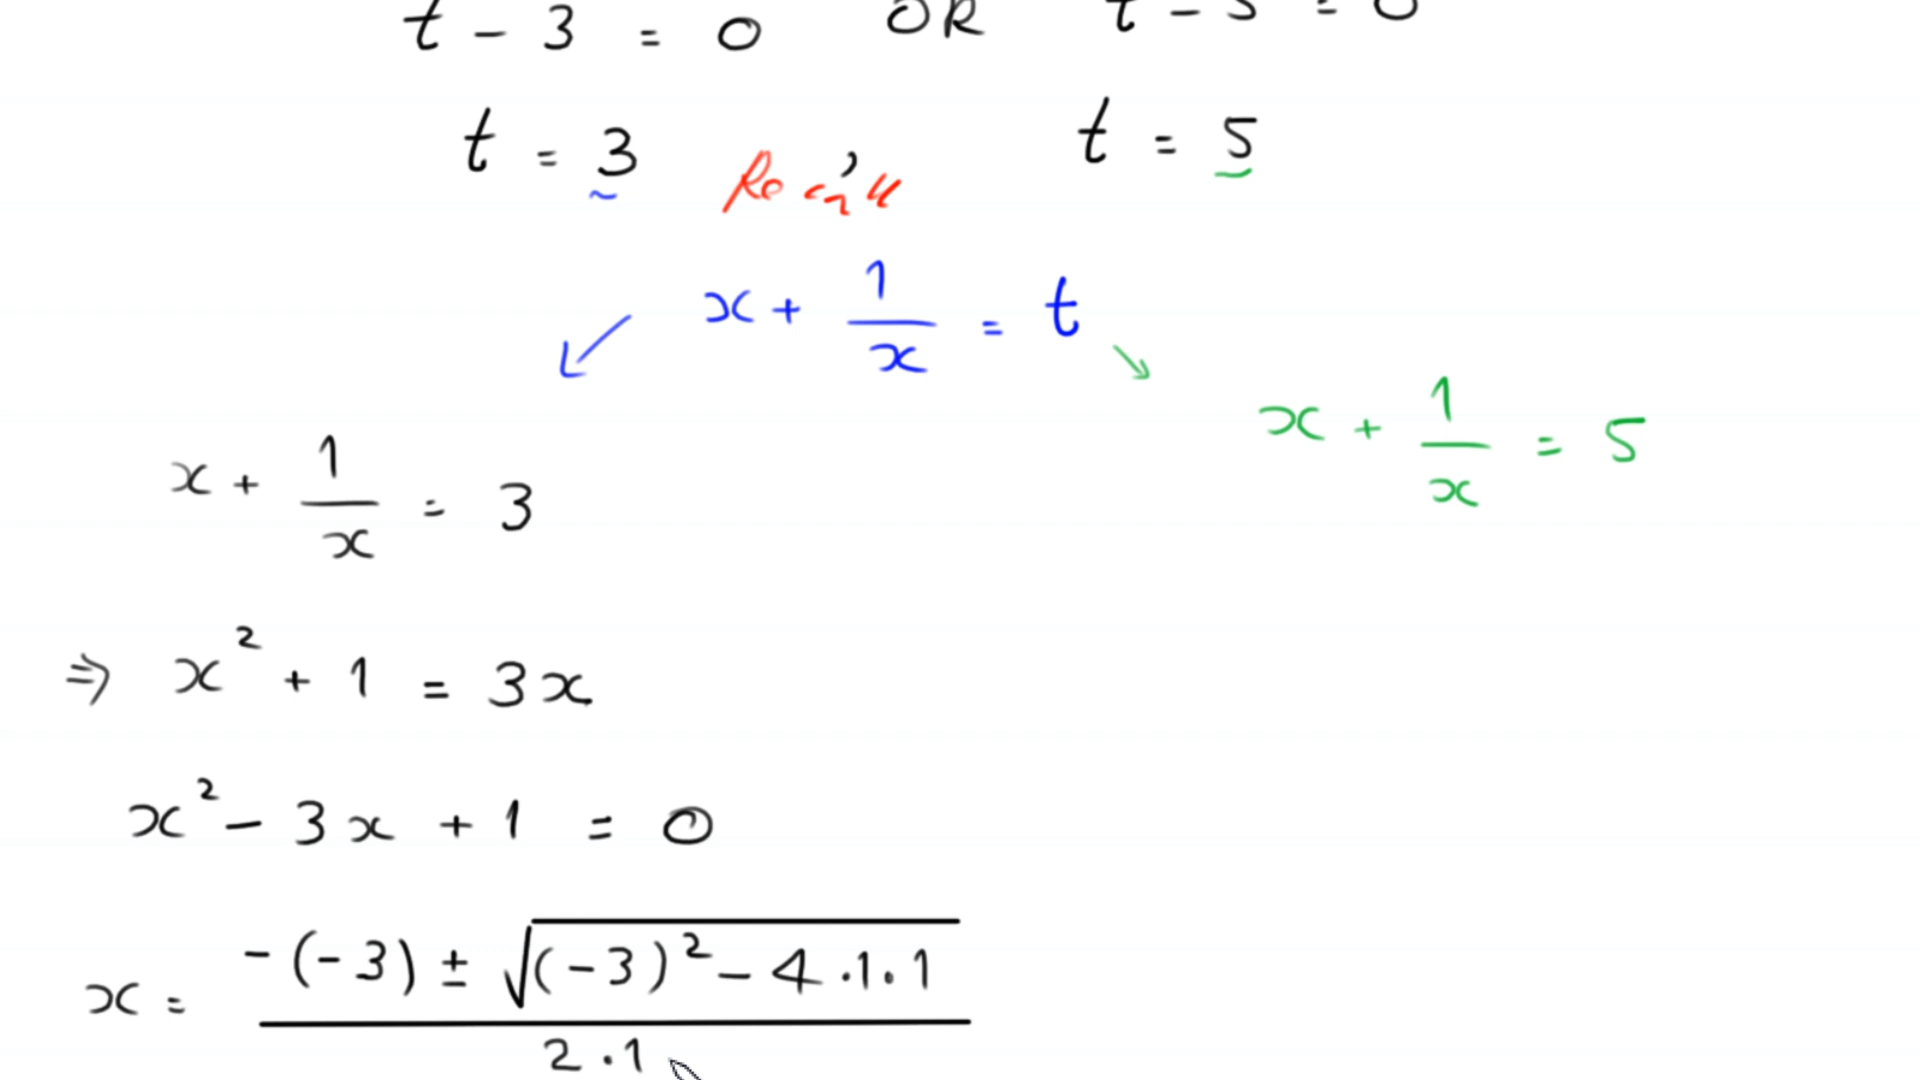 t - 3 = 0 OR t - 5 = 0
t = 3 t = 5
Recall
x + 1/x = t
x + 1/x = 5
x + 1/x = 3
⇒ x² + 1 = 3x
x² - 3x + 1 = 0
x = (-(-3) ± √((-3)² - 4·1·1))/(2·1)